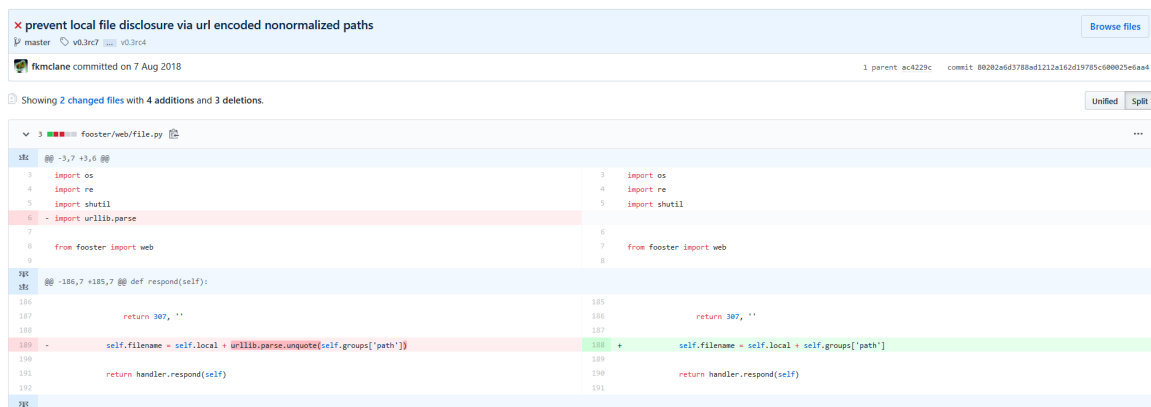 × prevent local file disclosure via url encoded nonormalized paths
Browse files
master v0.3rc7 ... v0.3rc4
fkmclane committed on 7 Aug 2018
1 parent ac4229c commit 80202a6d3788ad1212a162d19785c600025e6aa4
Showing 2 changed files with 4 additions and 3 deletions.
Unified Split
3 fooster/web/file.py ...
@@ -3,7 +3,6 @@
3 import os 3 import os
4 import re 4 import re
5 import shutil 5 import shutil
6 - import urllib.parse
7 6
8 from fooster import web 7 from fooster import web
9 8
@@ -186,7 +185,7 @@ def respond(self):
186 185
187 return 307, '' 186 return 307, ''
188 187
189 - self.filename = self.local + urllib.parse.unquote(self.groups['path']) 188 + self.filename = self.local + self.groups['path']
190 189
191 return handler.respond(self) 190 return handler.respond(self)
192 191